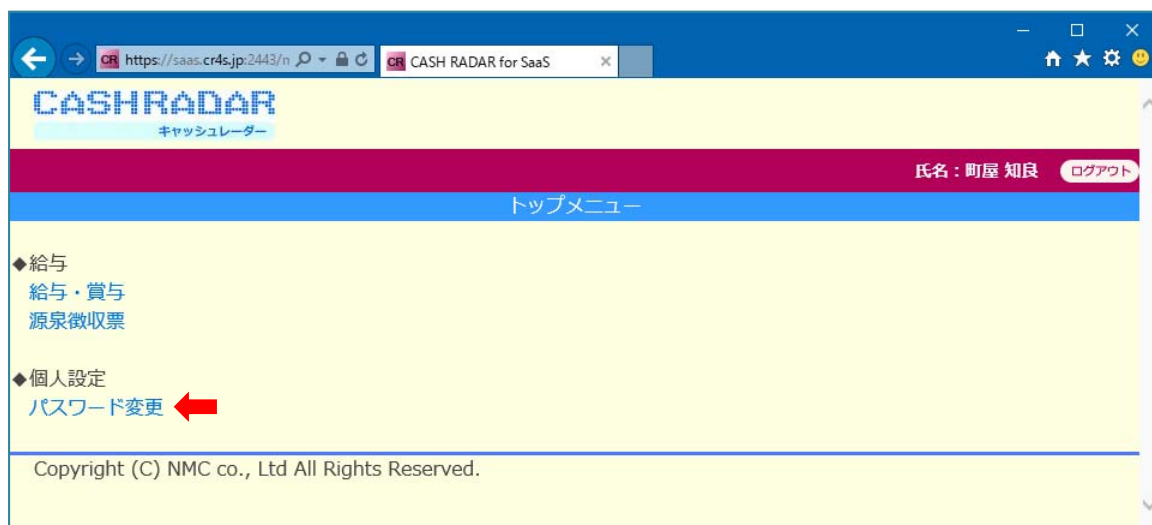 https://saas.cr4s.jp:2443/n
CR CASH RADAR for SaaS
CASHRADAR
キャッシュレーダー
氏名：町屋 知良 ログアウト
トップメニュー
◆給与
給与・賞与
源泉徴収票
◆個人設定
パスワード変更
Copyright (C) NMC co., Ltd All Rights Reserved.